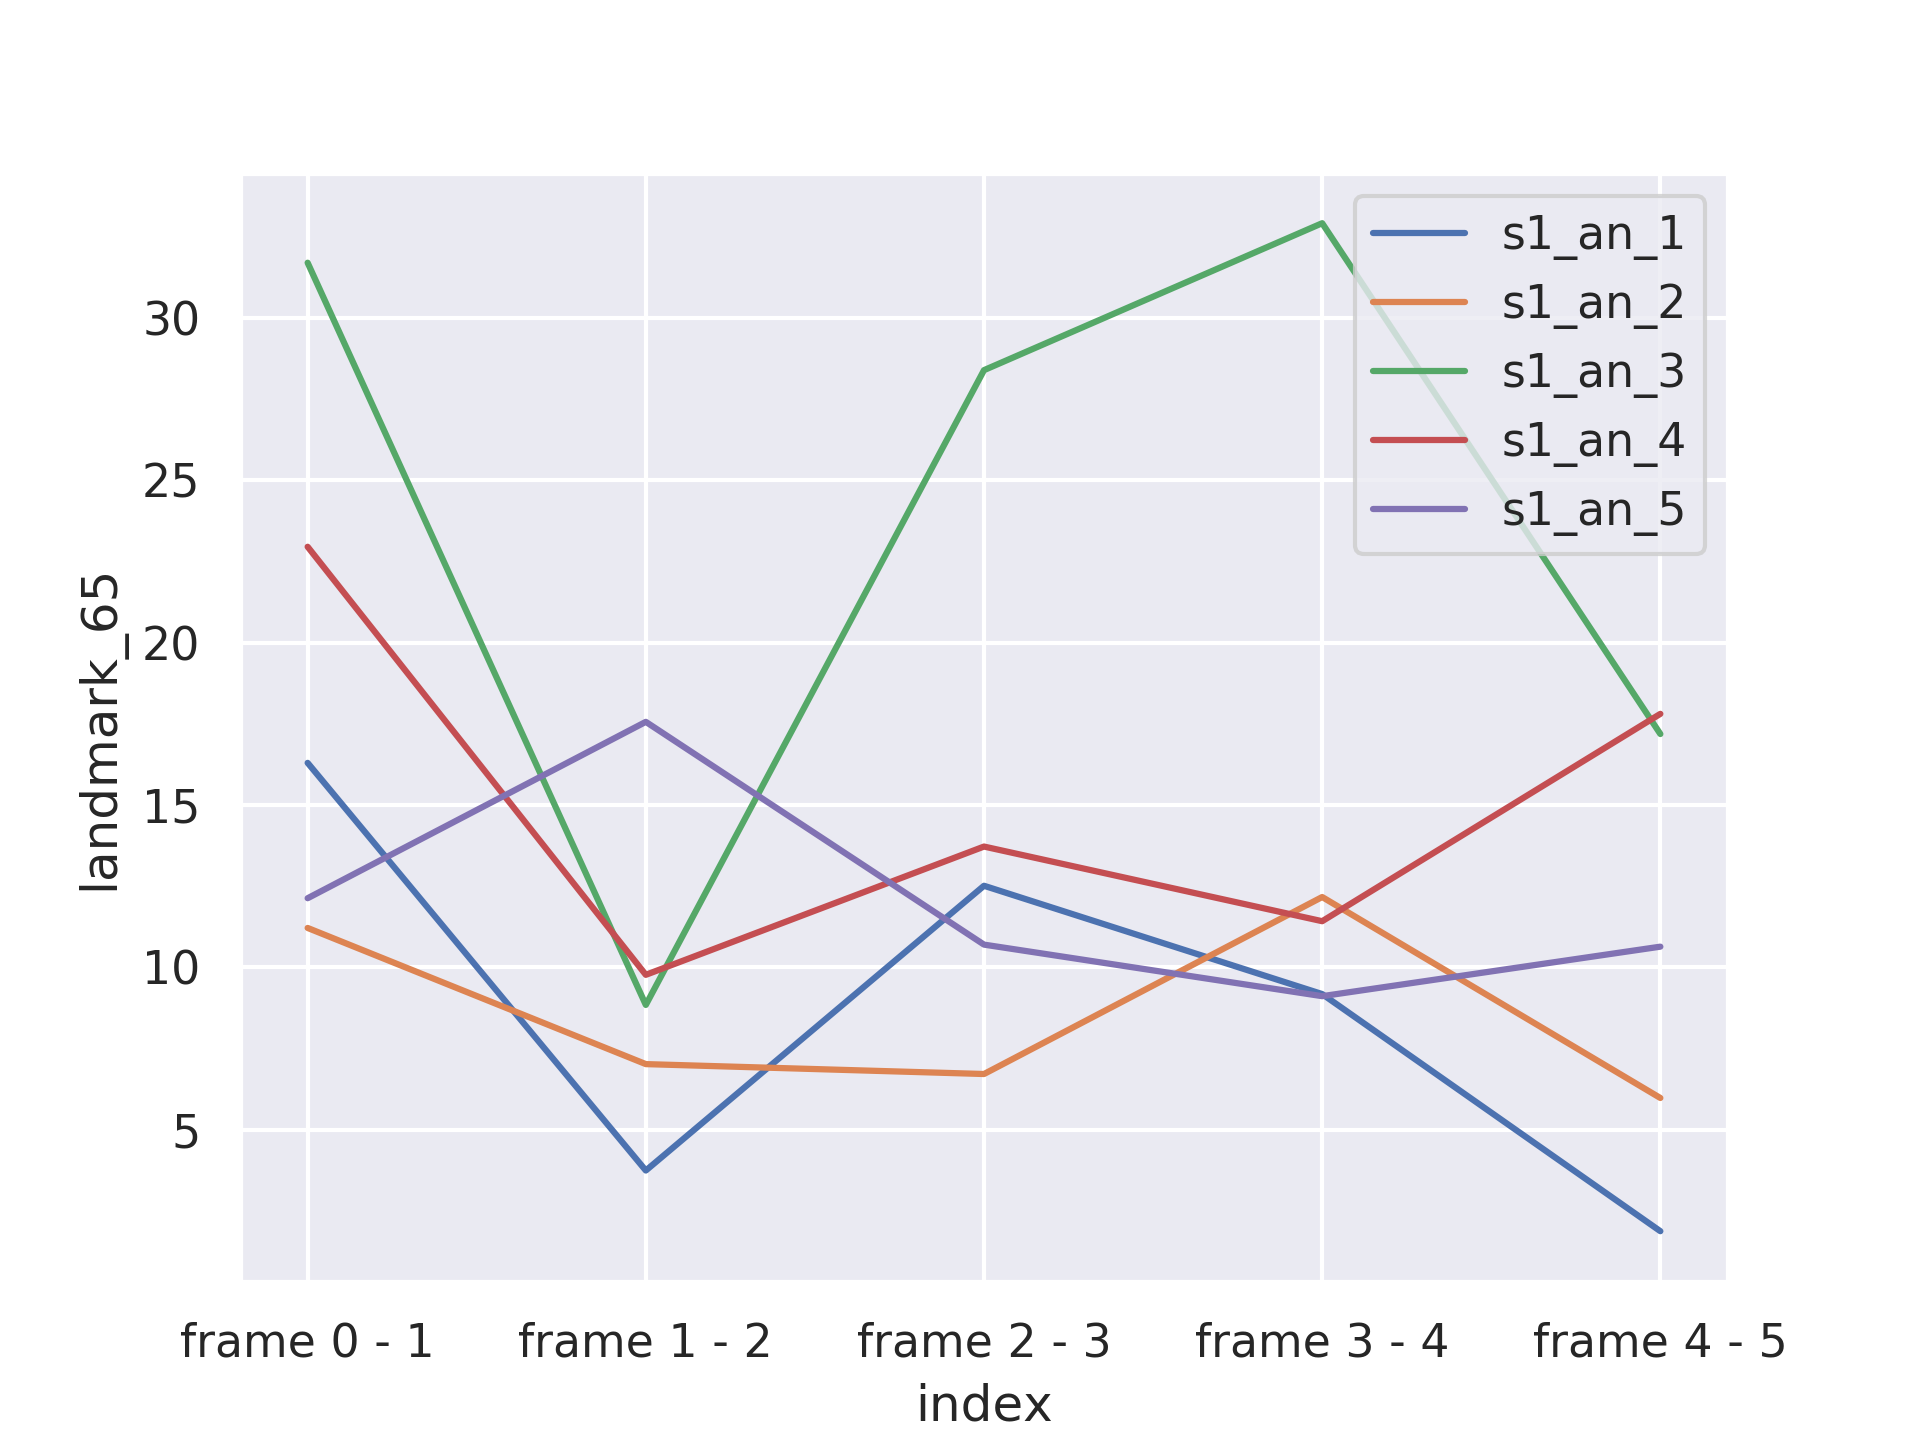 s1_an_1
s1_an_2
s1_an_3
s1_an_4
s1_an_5
30
25
20
15
10
5
landmark_65
frame 0 - 1
frame 1 - 2
frame 2 - 3
frame 3 - 4
frame 4 - 5
index